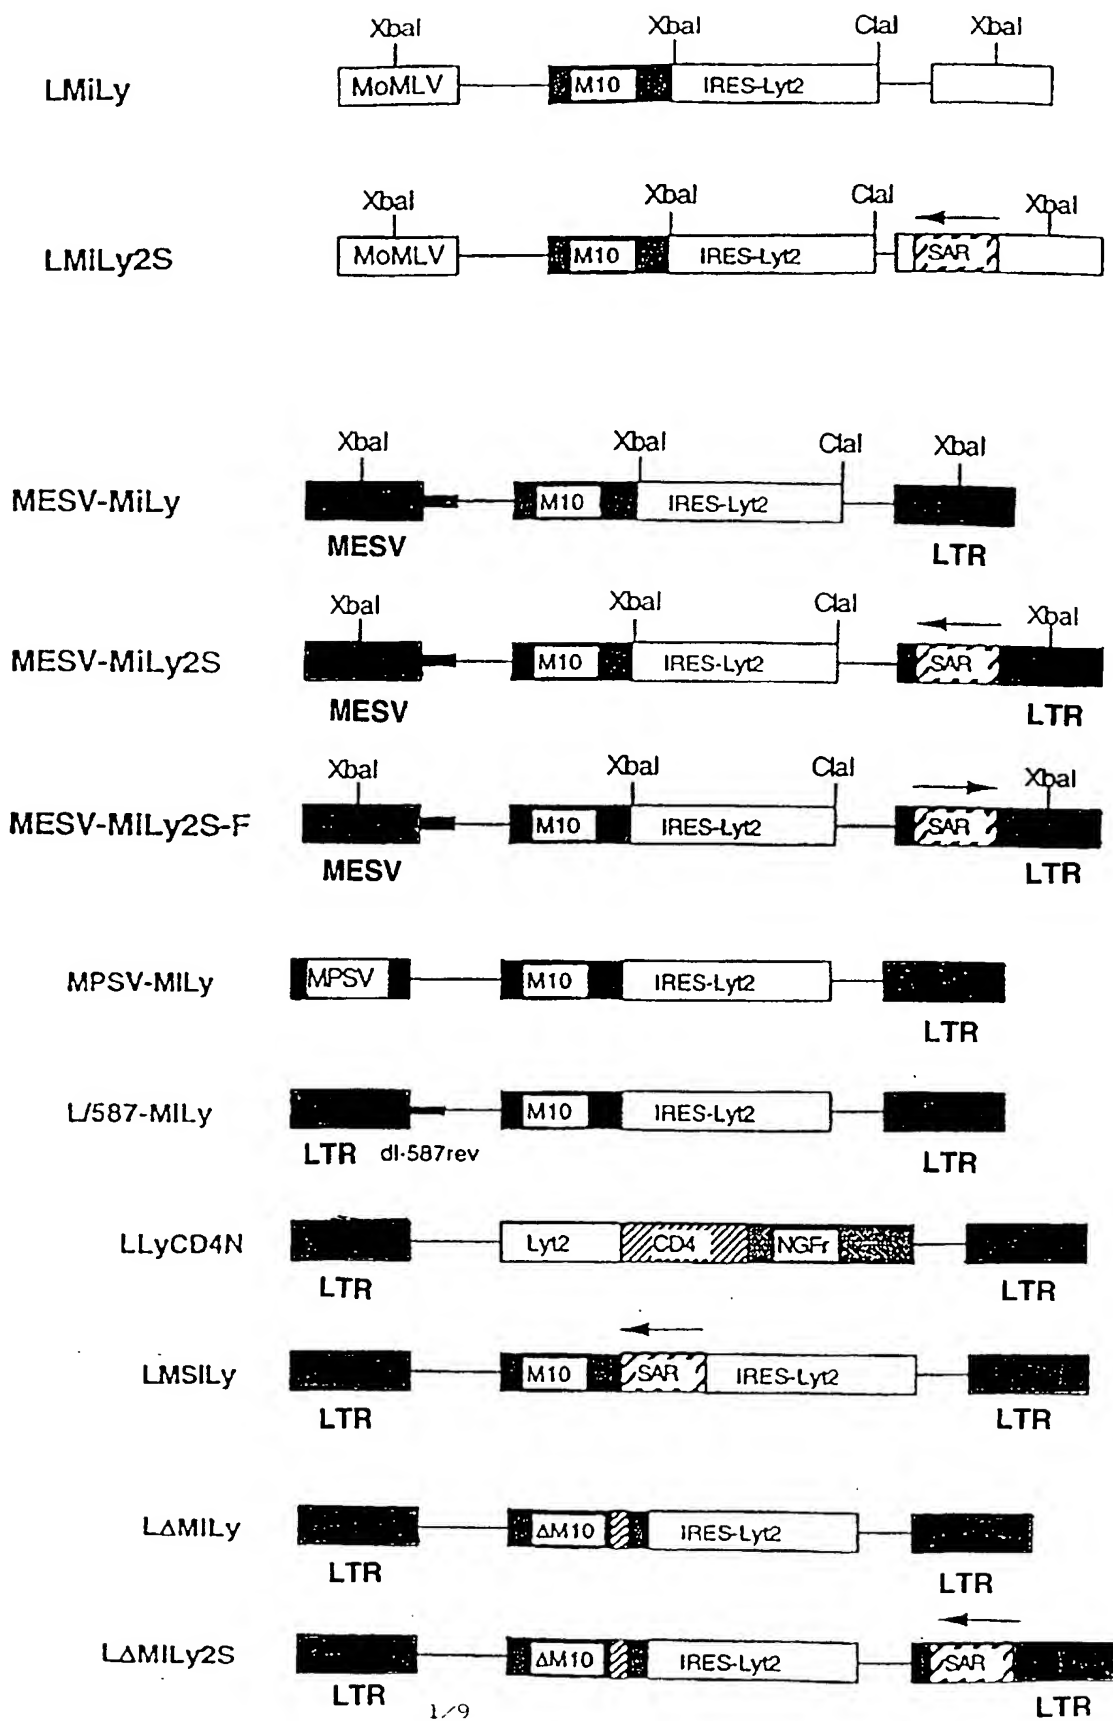 XbaI XbaI ClaI XbaI
LMiLy MoMLV M10 IRES-Lyt2
XbaI XbaI ClaI XbaI
LMiLy2S MoMLV M10 IRES-Lyt2 SAR
XbaI XbaI ClaI XbaI
MESV-MiLy M10 IRES-Lyt2
MESV LTR
XbaI XbaI ClaI XbaI
MESV-MiLy2S M10 IRES-Lyt2 SAR
MESV LTR
XbaI XbaI ClaI XbaI
MESV-MiLy2S-F M10 IRES-Lyt2 SAR
MESV LTR
MPSV-MiLy MPSV M10 IRES-Lyt2
LTR
L/587-MiLy M10 IRES-Lyt2
LTR dl-587rev LTR
LLyCD4N Lyt2 CD4 NGFr
LTR LTR
LMSiLy M10 SAR IRES-Lyt2
LTR LTR
LΔMiLy ΔM10 IRES-Lyt2
LTR LTR
LΔMiLy2S ΔM10 IRES-Lyt2 SAR
LTR LTR
1/9